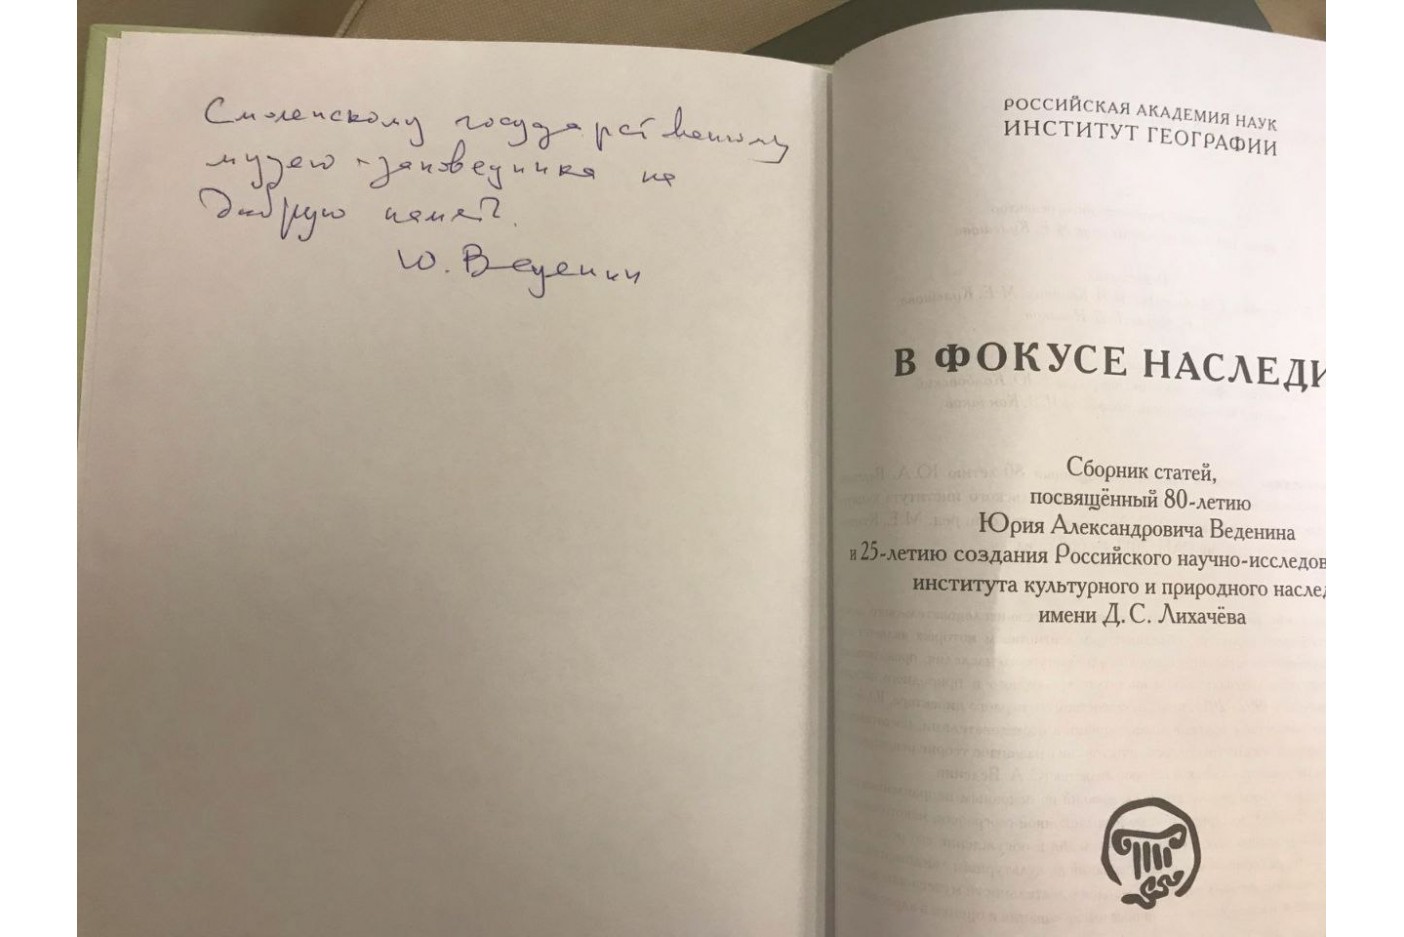 Смоленскому государственному
музею-заповеднику на
добрую память.
Ю. Веденин
РОССИЙСКАЯ АКАДЕМИЯ НАУК
ИНСТИТУТ ГЕОГРАФИИ
В ФОКУСЕ НАСЛЕДИ
Сборник статей,
посвящённый 80-летию
Юрия Александровича Веденина
и 25-летию создания Российского научно-исследов
института культурного и природного наслед
имени Д.С. Лихачёва